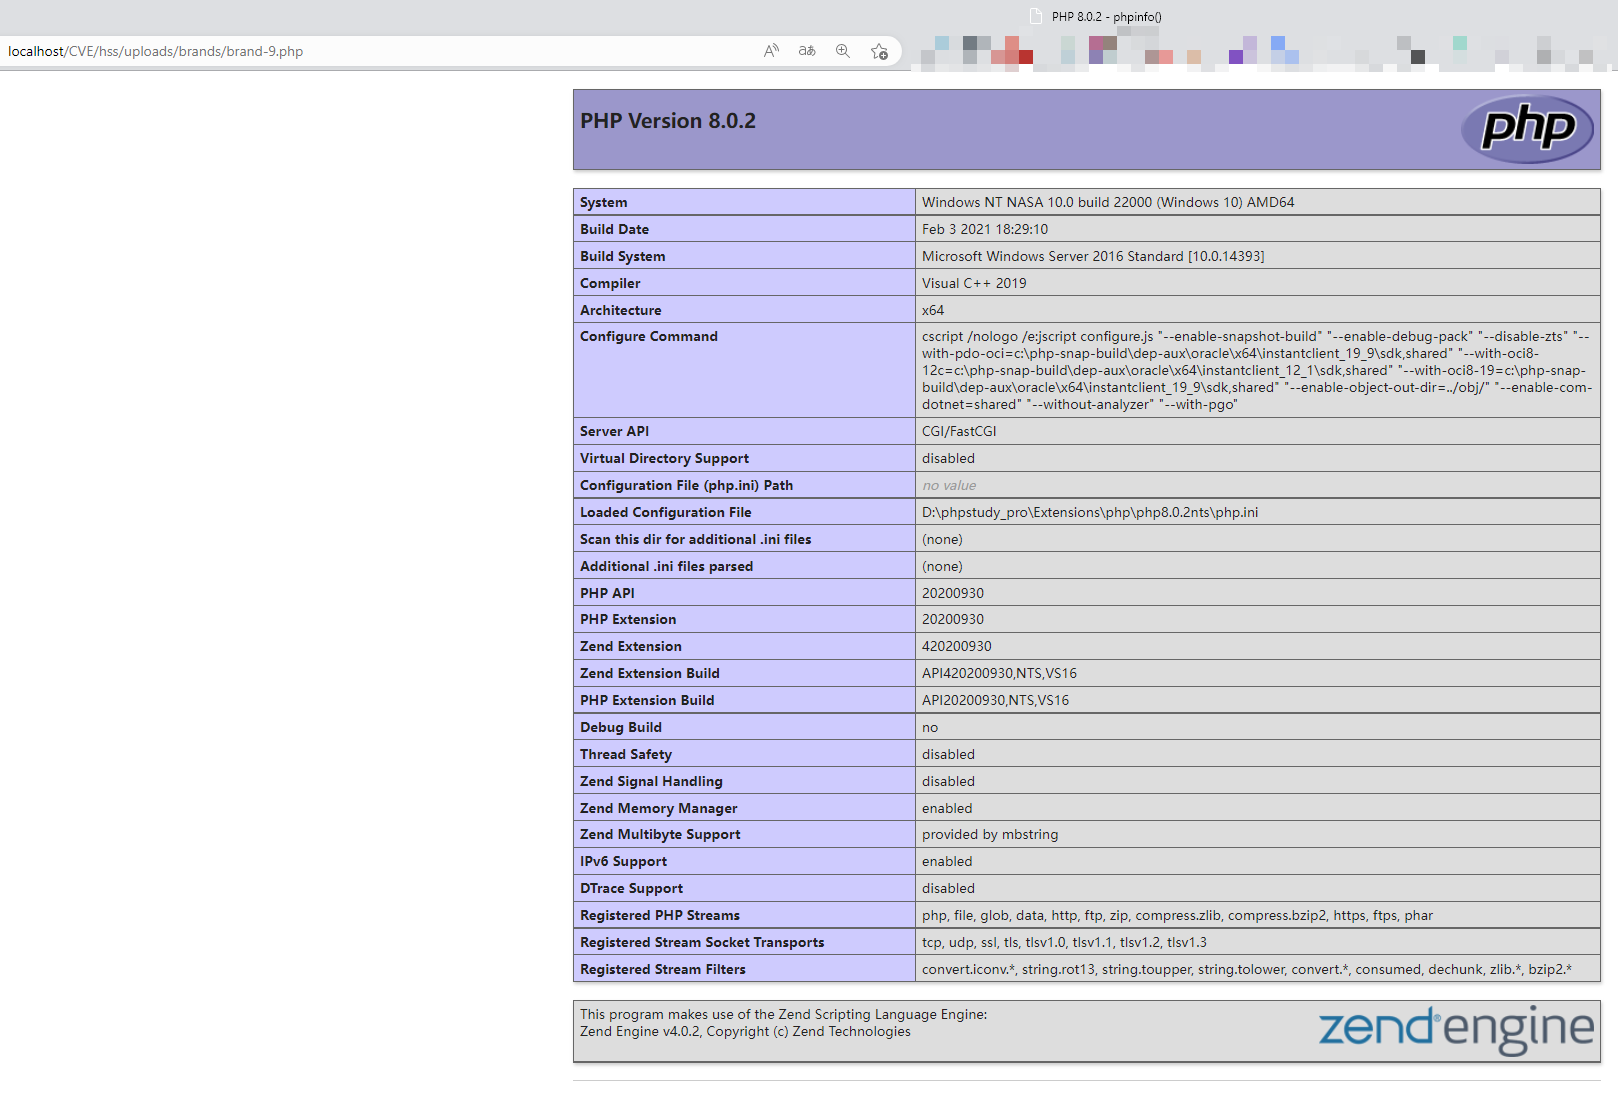 PHP 8.0.2 - phpinfo()
localhost/CVE/hss/uploads/brands/brand-9.php
PHP Version 8.0.2
php
System Windows NT NASA 10.0 build 22000 (Windows 10) AMD64
Build Date Feb 3 2021 18:29:10
Build System Microsoft Windows Server 2016 Standard [10.0.14393]
Compiler Visual C++ 2019
Architecture x64
Configure Command cscript /nologo /e:jscript configure.js "--enable-snapshot-build" "--enable-debug-pack" "--disable-zts" "--
with-pdo-oci=c:\php-snap-build\dep-aux\oracle\x64\instantclient_19_9\sdk,shared" "--with-oci8-
12c=c:\php-snap-build\dep-aux\oracle\x64\instantclient_12_1\sdk,shared" "--with-oci8-19=c:\php-snap-
build\dep-aux\oracle\x64\instantclient_19_9\sdk,shared" "--enable-object-out-dir=../obj/" "--enable-com-
dotnet=shared" "--without-analyzer" "--with-pgo"
Server API CGI/FastCGI
Virtual Directory Support disabled
Configuration File (php.ini) Path no value
Loaded Configuration File D:\phpstudy_pro\Extensions\php\php8.0.2nts\php.ini
Scan this dir for additional .ini files (none)
Additional .ini files parsed (none)
PHP API 20200930
PHP Extension 20200930
Zend Extension 420200930
Zend Extension Build API420200930,NTS,VS16
PHP Extension Build API20200930,NTS,VS16
Debug Build no
Thread Safety disabled
Zend Signal Handling disabled
Zend Memory Manager enabled
Zend Multibyte Support provided by mbstring
IPv6 Support enabled
DTrace Support disabled
Registered PHP Streams php, file, glob, data, http, ftp, zip, compress.zlib, compress.bzip2, https, ftps, phar
Registered Stream Socket Transports tcp, udp, ssl, tls, tlsv1.0, tlsv1.1, tlsv1.2, tlsv1.3
Registered Stream Filters convert.iconv.*, string.rot13, string.toupper, string.tolower, convert.*, consumed, dechunk, zlib.*, bzip2.*
This program makes use of the Zend Scripting Language Engine:
Zend Engine v4.0.2, Copyright (c) Zend Technologies
zend® engine